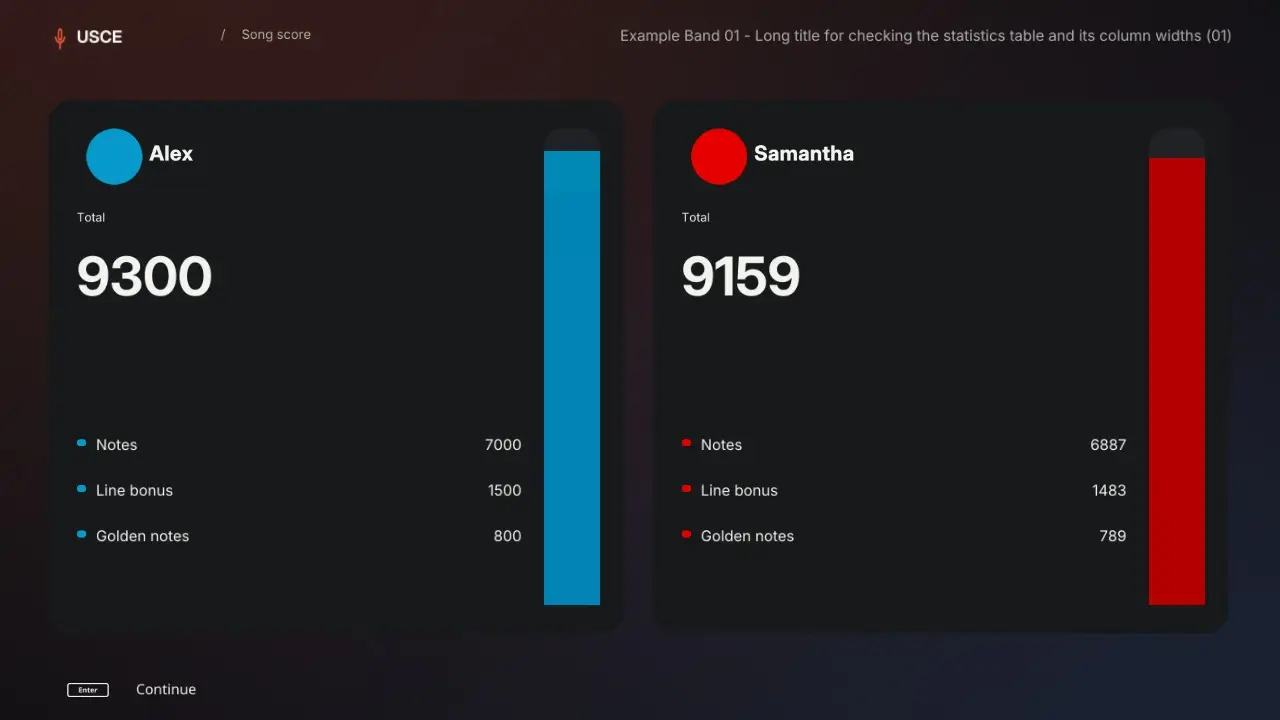 USCE / Song score
Example Band 01 - Long title for checking the statistics table and its column widths (01)
Alex
Total
9300
Notes 7000
Line bonus 1500
Golden notes 800
Samantha
Total
9159
Notes 6887
Line bonus 1483
Golden notes 789
Enter Continue